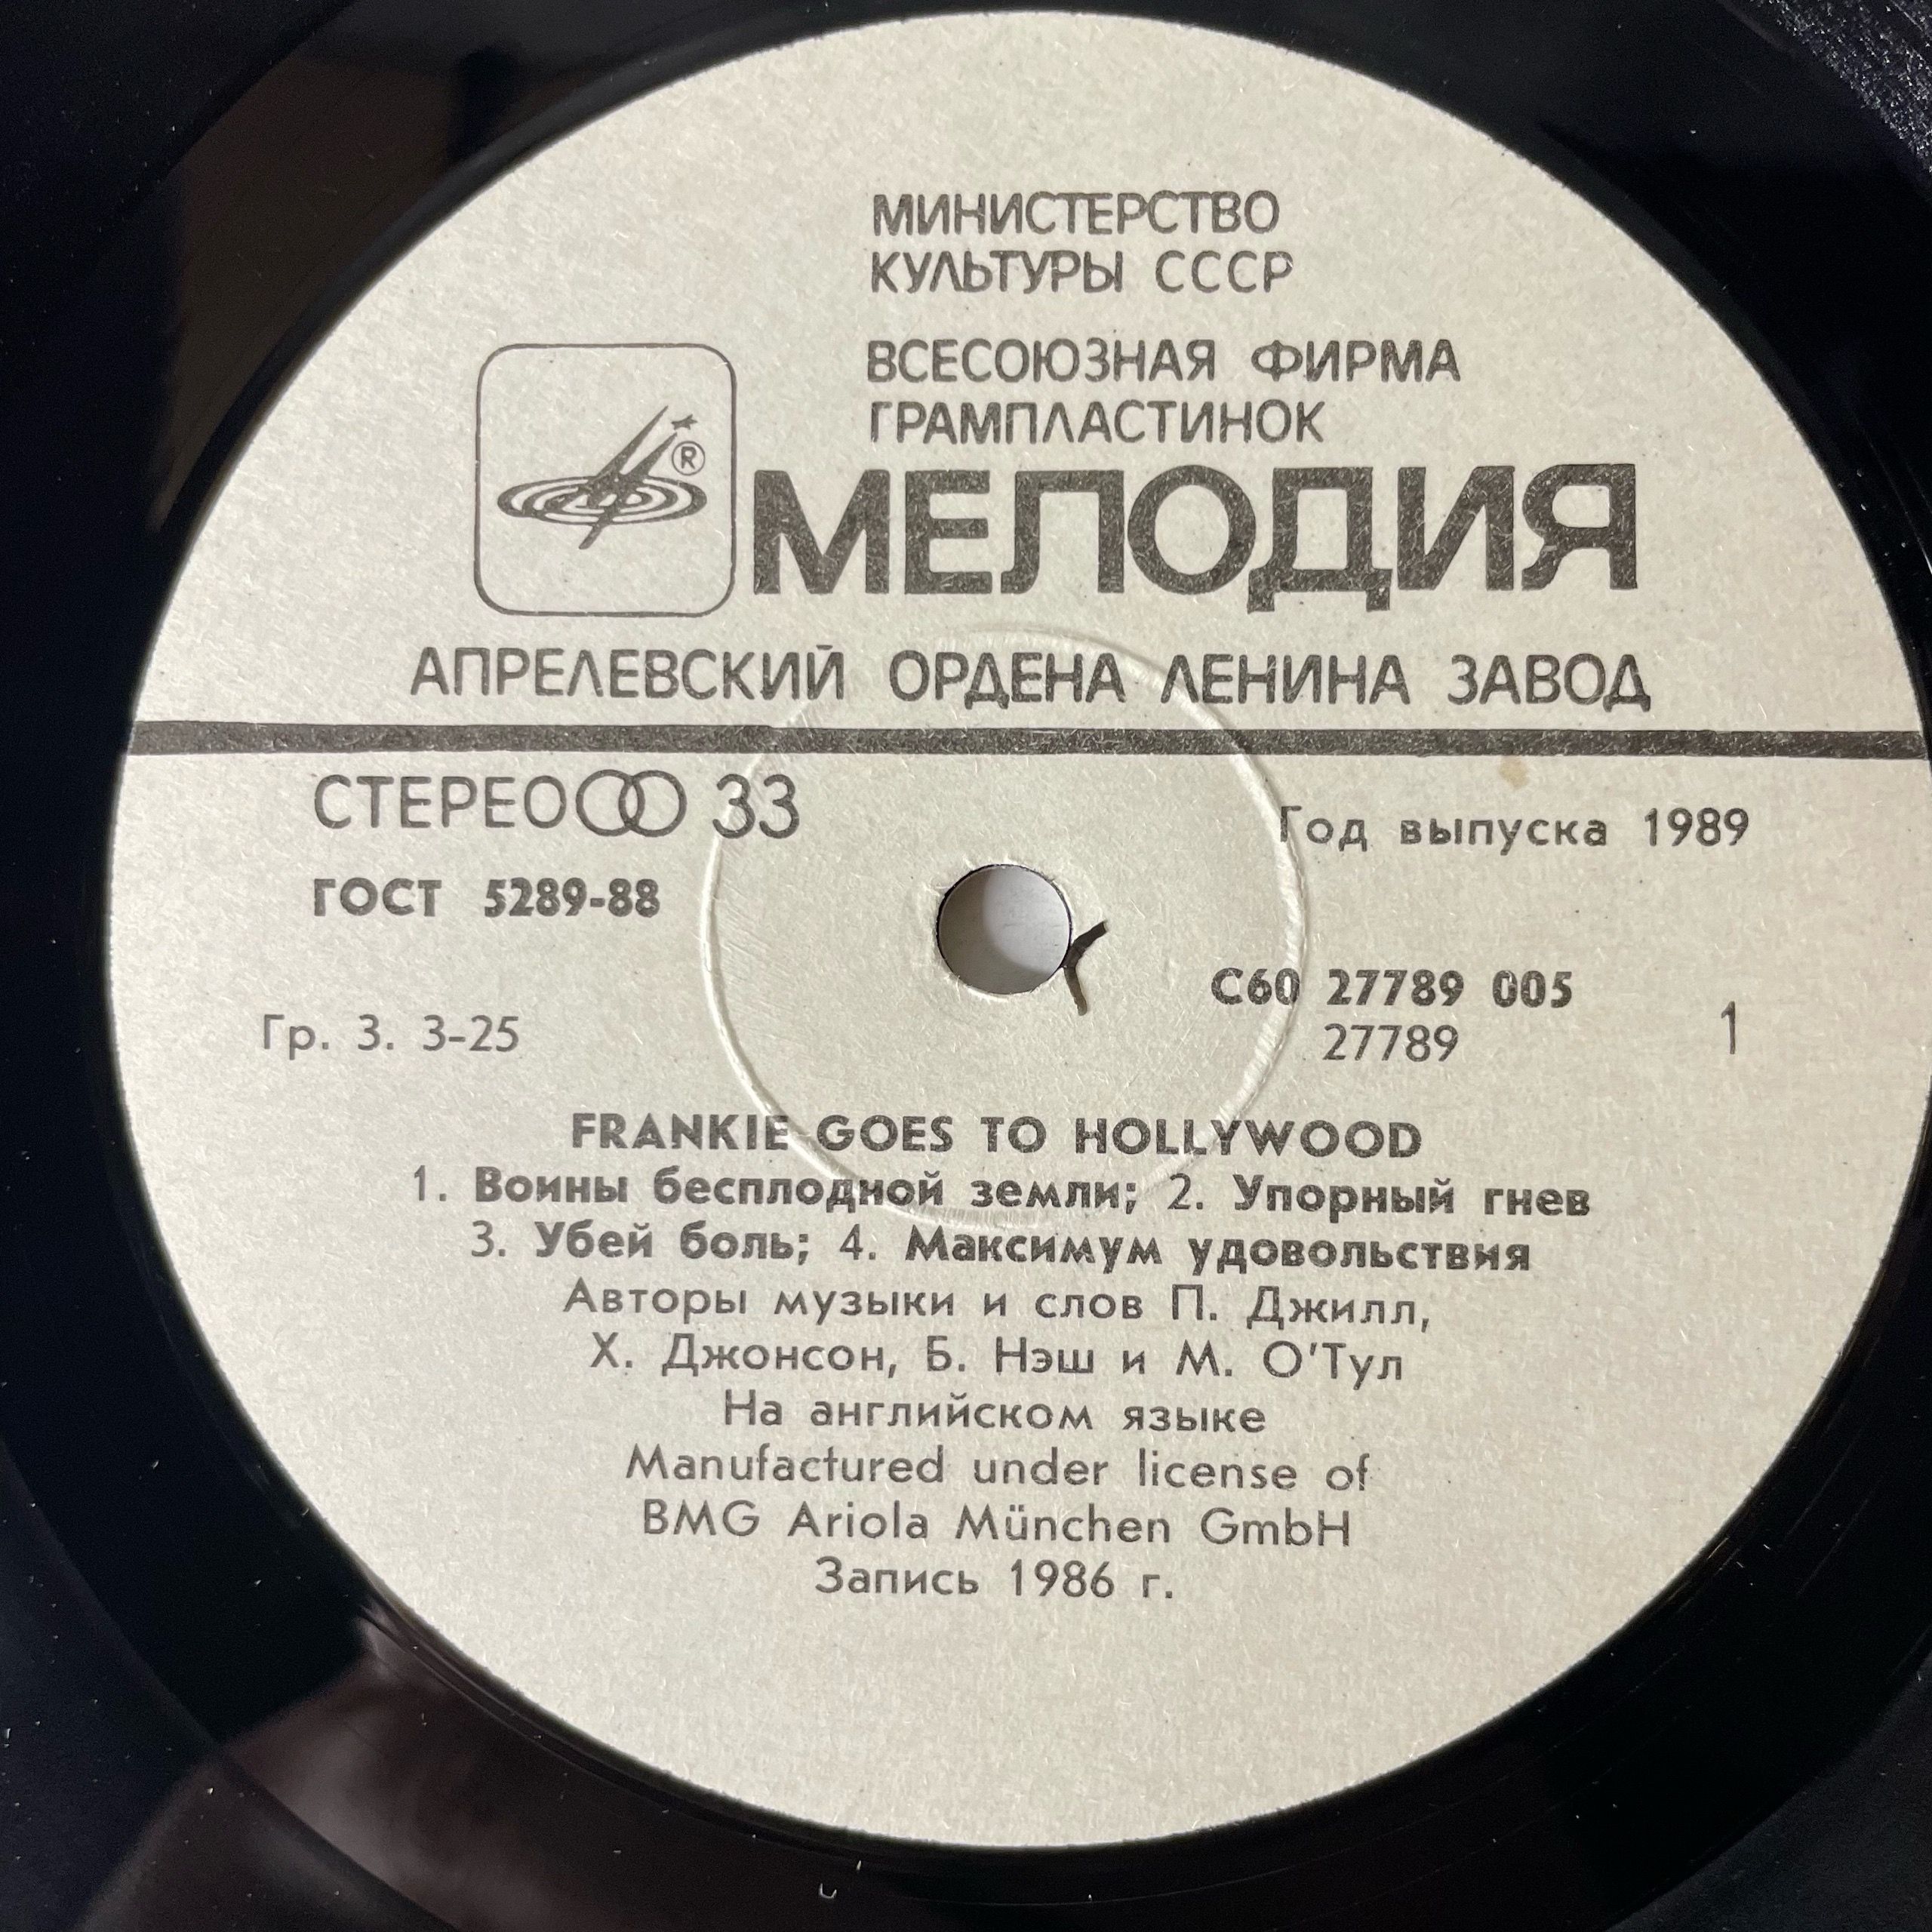 МИНИСТЕРСТВО
КУЛЬТУРЫ СССР
ВСЕСОЮЗНАЯ ФИРМА
ГРАМПЛАСТИНОК
®
МЕЛОДИЯ
АПРЕЛЕВСКИЙ ОРДЕНА ЛЕНИНА ЗАВОД
СТЕРЕО 33
Год выпуска 1989
ГОСТ 5289-88
С60 27789 005
Гр. 3. 3-25
27789
1
FRANKIE GOES TO HOLLYWOOD
1. Воины бесплодной земли; 2. Упорный гнев
3. Убей боль; 4. Максимум удовольствия
Авторы музыки и слов П. Джилл,
Х. Джонсон, Б. Нэш и М. О'Тул
На английском языке
Manufactured under license of
BMG Ariola München GmbH
Запись 1986 г.